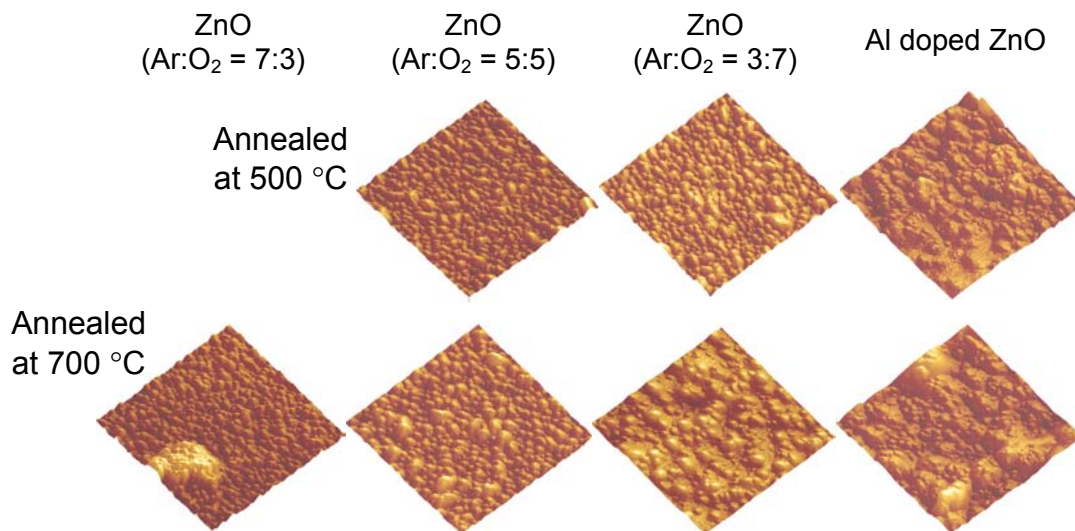 ZnO
(Ar:O₂ = 7:3)
ZnO
(Ar:O₂ = 5:5)
ZnO
(Ar:O₂ = 3:7)
Al doped ZnO
Annealed
at 500 °C
Annealed
at 700 °C